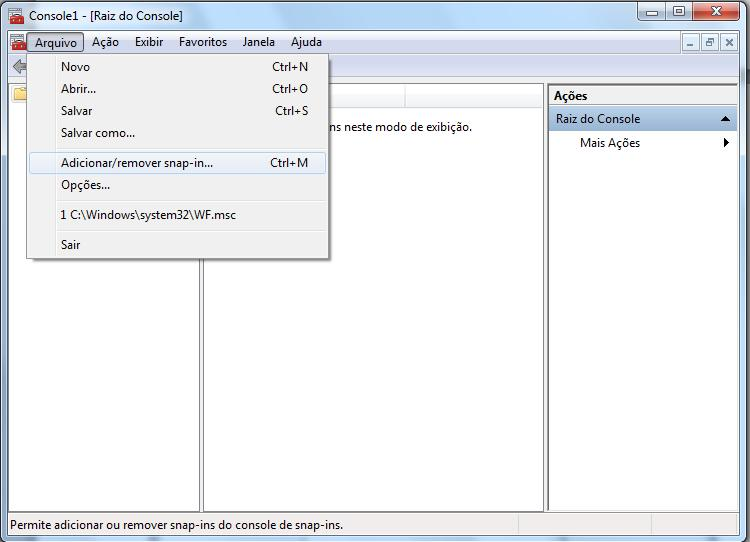 Console1 - [Raiz do Console]
Arquivo Ação Exibir Favoritos Janela Ajuda
Novo Ctrl+N
Abrir... Ctrl+O
Salvar Ctrl+S
Salvar como...
Adicionar/remover snap-in... Ctrl+M
Opções...
1 C:\Windows\system32\WF.msc
Sair
ns neste modo de exibição.
Ações
Raiz do Console
Mais Ações
Permite adicionar ou remover snap-ins do console de snap-ins.